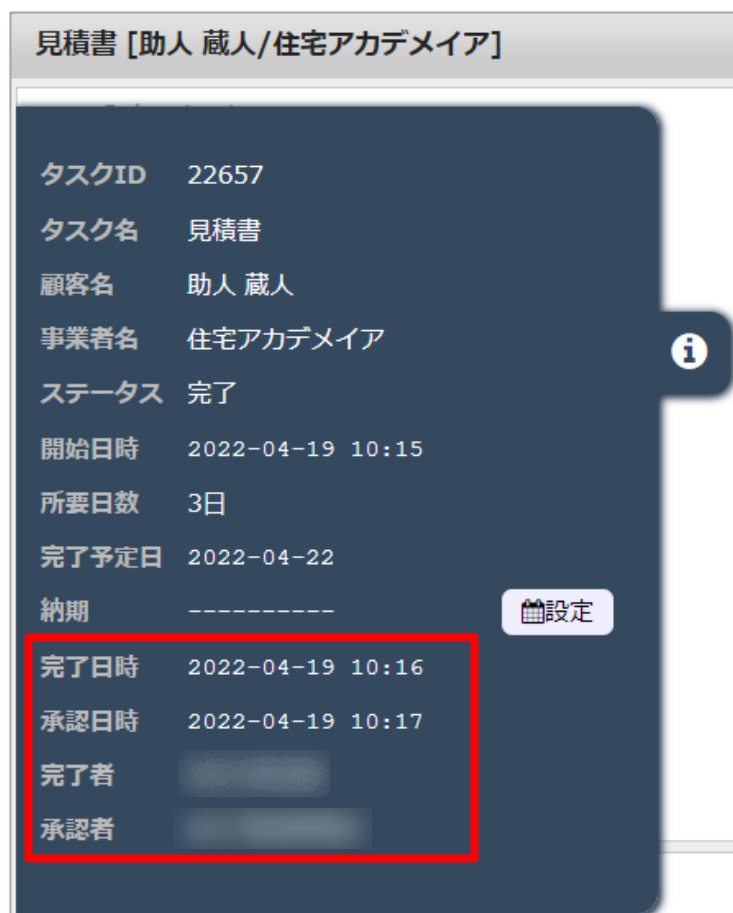 見積書 [助人 蔵人/住宅アカデメイア]
タスクID 22657
タスク名 見積書
顧客名 助人 蔵人
事業者名 住宅アカデメイア
ステータス 完了
開始日時 2022-04-19 10:15
所要日数 3日
完了予定日 2022-04-22
納期 ---------- 設定
完了日時 2022-04-19 10:16
承認日時 2022-04-19 10:17
完了者
承認者